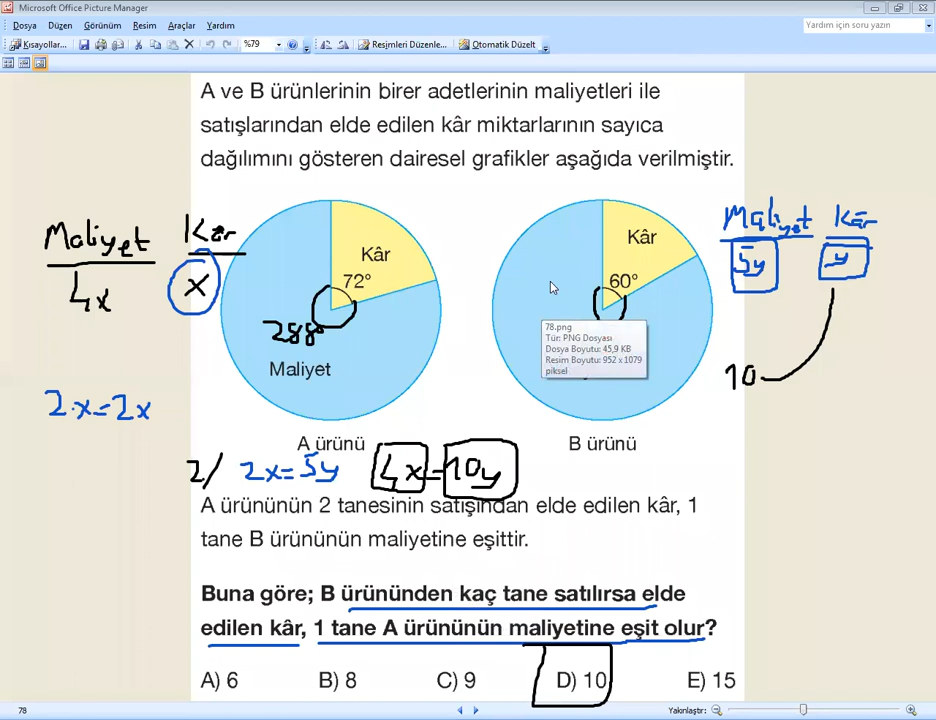 Microsoft Office Picture Manager
Dosya Düzen Görünüm Resim Araçlar Yardım
Yardım için soru yazın
Kısayollar... %79 Resimleri Düzenle... Otomatik Düzelt
A ve B ürünlerinin birer adetlerinin maliyetleri ile
satışlarından elde edilen kâr miktarlarının sayıca
dağılımını gösteren dairesel grafikler aşağıda verilmiştir.
Maliyet Kâr
4x x
Kâr
72°
288°
Maliyet
A ürünü
Kâr
60°
78.png
Tür: PNG Dosyası
Dosya Boyutu: 45,9 KB
Resim Boyutu: 952 x 1079
piksel
B ürünü
Maliyet Kâr
5y y
10
2.x=2x
2/ 2x=5y 4x=10y
A ürününün 2 tanesinin satışından elde edilen kâr, 1
tane B ürününün maliyetine eşittir.
Buna göre; B ürününden kaç tane satılırsa elde
edilen kâr, 1 tane A ürününün maliyetine eşit olur?
A) 6 B) 8 C) 9 D) 10 E) 15
78 Yakınlaştır: